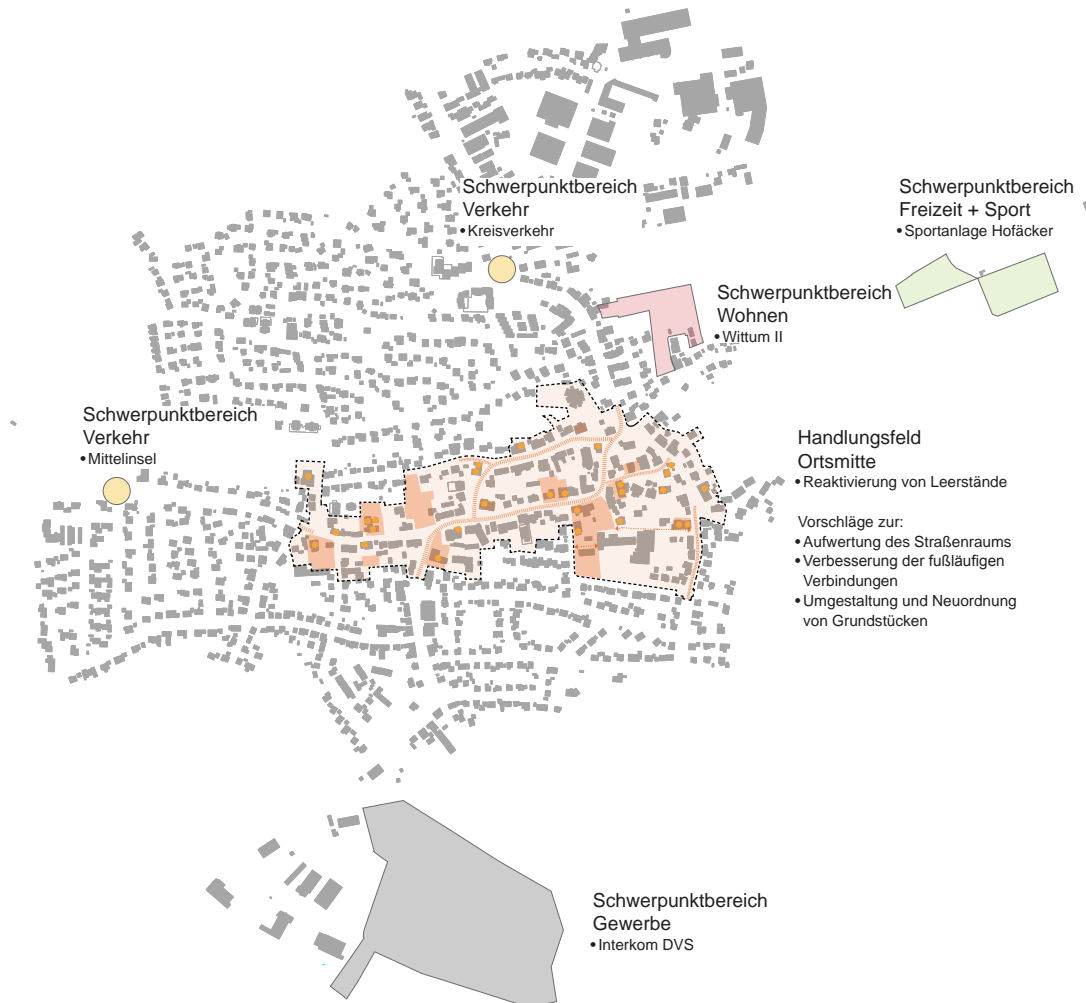 Schwerpunktbereich
Verkehr
• Kreisverkehr
Schwerpunktbereich
Freizeit + Sport
• Sportanlage Hofäcker
Schwerpunktbereich
Wohnen
• Wittum II
Schwerpunktbereich
Verkehr
• Mittelinsel
Handlungsfeld
Ortsmitte
• Reaktivierung von Leerstände
Vorschläge zur:
• Aufwertung des Straßenraums
• Verbesserung der fußläufigen
Verbindungen
• Umgestaltung und Neuordnung
von Grundstücken
Schwerpunktbereich
Gewerbe
• Interkom DVS